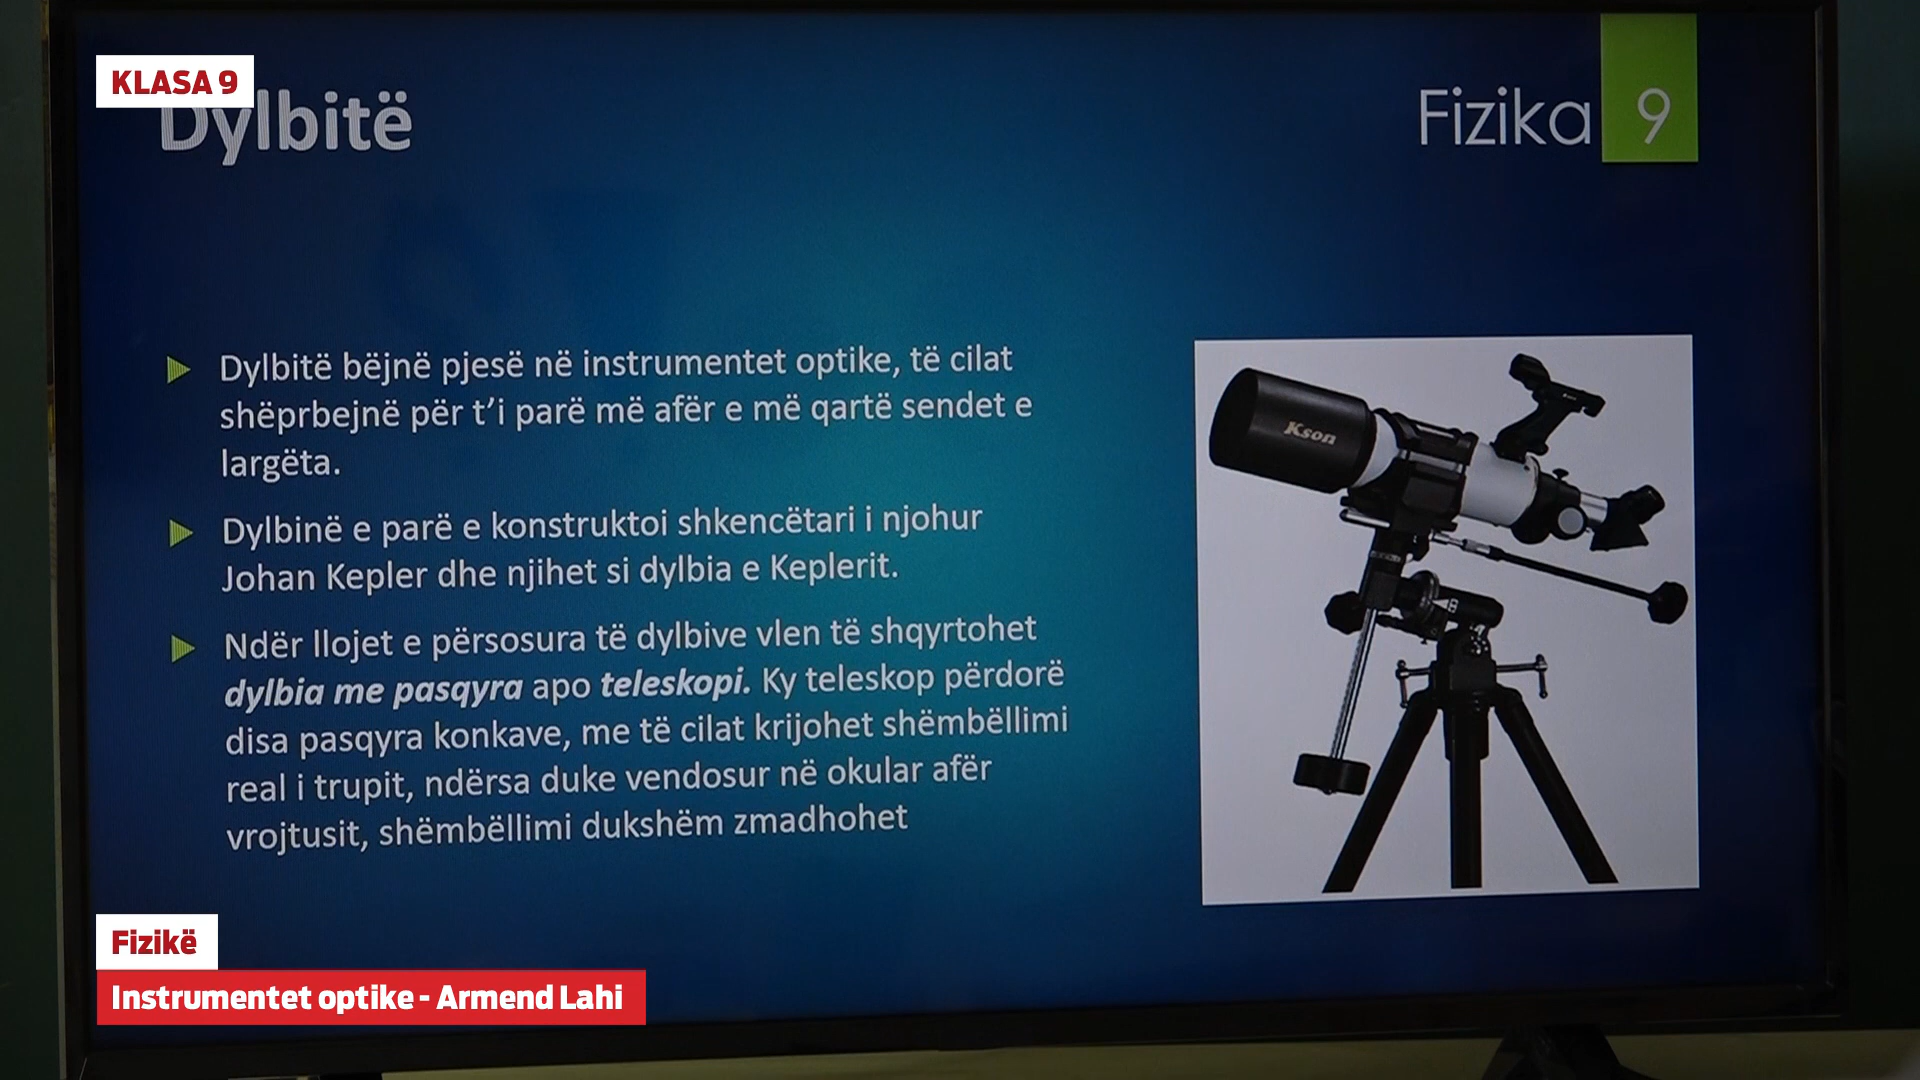 KLASA 9
Dylbitë
Fizika 9
Dylbitë bëjnë pjesë në instrumentet optike, të cilat
shëprbejnë për t'i parë më afër e më qartë sendet e
largëta.
Dylbinë e parë e konstruktoi shkencëtari i njohur
Johan Kepler dhe njihet si dylbia e Keplerit.
Ndër llojet e përsosura të dylbive vlen të shqyrtohet
dylbia me pasqyra apo teleskopi. Ky teleskop përdorë
disa pasqyra konkave, me të cilat krijohet shëmbëllimi
real i trupit, ndërsa duke vendosur në okular afër
vrojtusit, shëmbëllimi dukshëm zmadhohet
Kson
Fizikë
Instrumentet optike - Armend Lahi